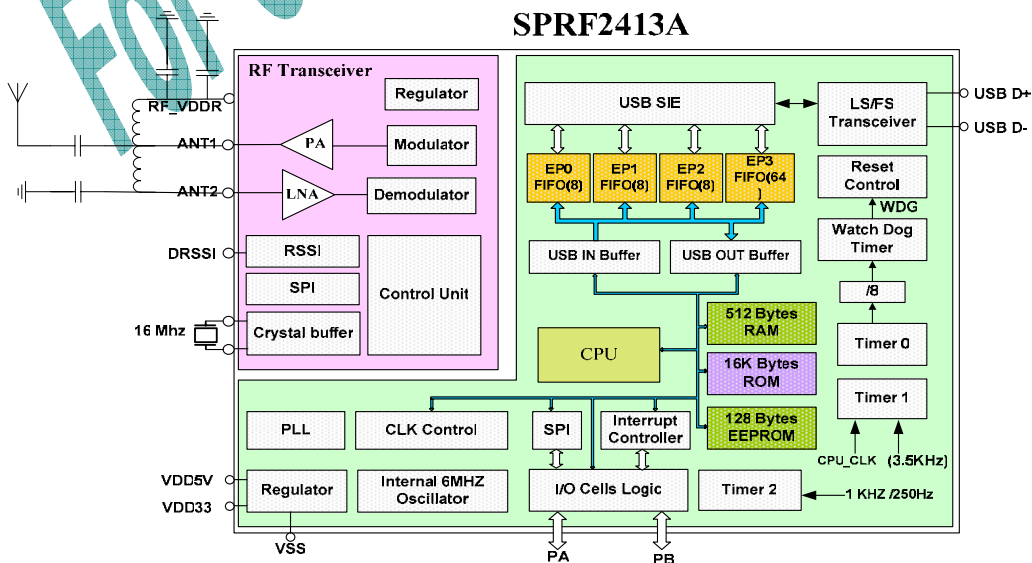 SPRF2413A
RF Transceiver
RF_VDDR
Regulator
ANT1
PA
Modulator
ANT2
LNA
Demodulator
DRSSI
RSSI
SPI
Control Unit
16 Mhz
Crystal buffer
USB SIE
LS/FS
Transceiver
USB D+
USB D-
EP0
FIFO(8)
EP1
FIFO(8)
EP2
FIFO(8)
EP3
FIFO(64
)
Reset
Control
WDG
USB IN Buffer
USB OUT Buffer
Watch Dog
Timer
/8
512 Bytes
RAM
Timer 0
CPU
16K Bytes
ROM
Timer 1
128 Bytes
EEPROM
CPU_CLK
(3.5KHz)
PLL
CLK Control
SPI
Interrupt
Controller
VDD5V
VDD33
Regulator
Internal 6MHZ
Oscillator
I/O Cells Logic
Timer 2
1 KHZ /250Hz
VSS
PA
PB
For